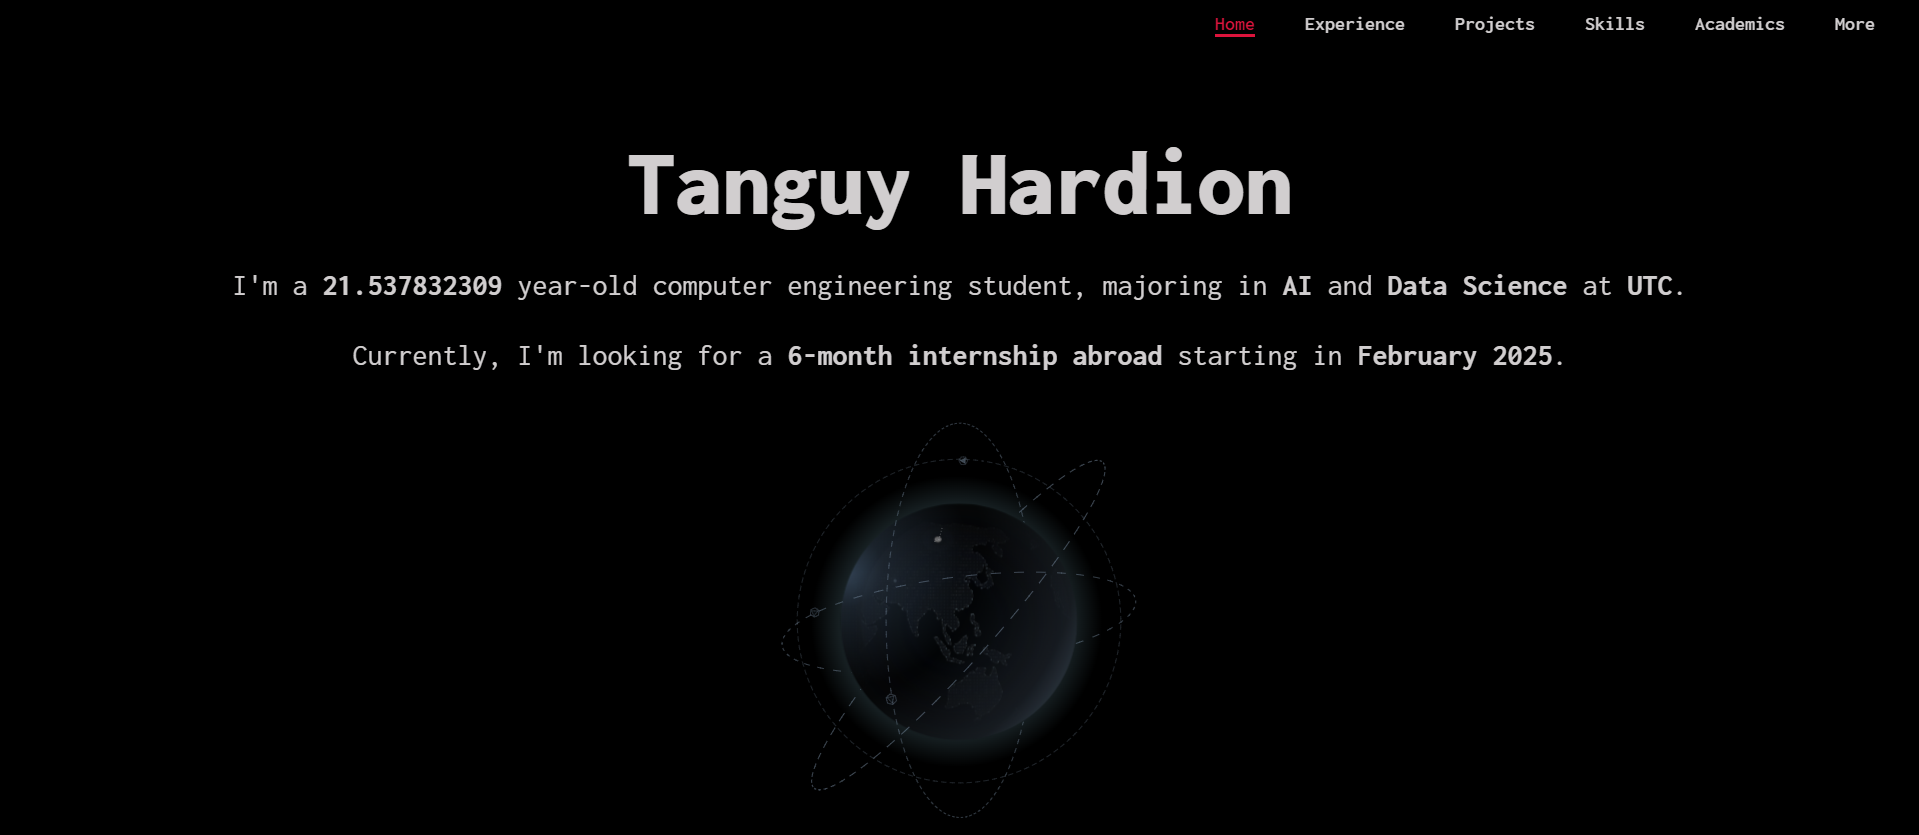 Home Experience Projects Skills Academics More
Tanguy Hardion
I'm a 21.537832309 year-old computer engineering student, majoring in AI and Data Science at UTC.
Currently, I'm looking for a 6-month internship abroad starting in February 2025.